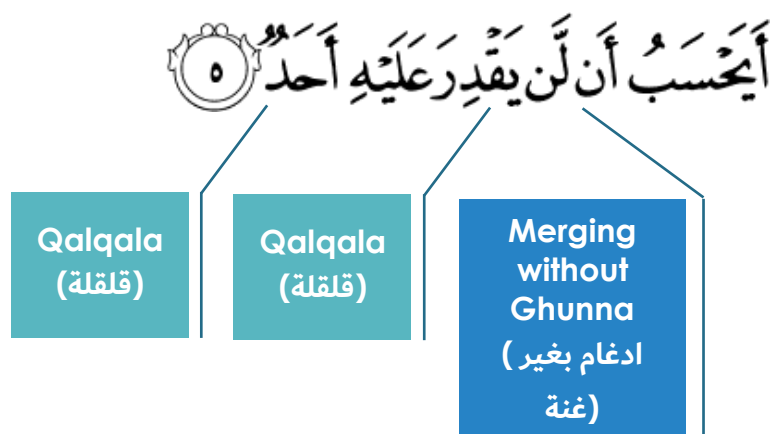 أَيَحْسَبُ أَن لَّن يَقْدِرَ عَلَيْهِ أَحَدٌ ٥
Qalqala
(قلقلة)
Qalqala
(قلقلة)
Merging
without
Ghunna
(ادغام بغير
غنة)